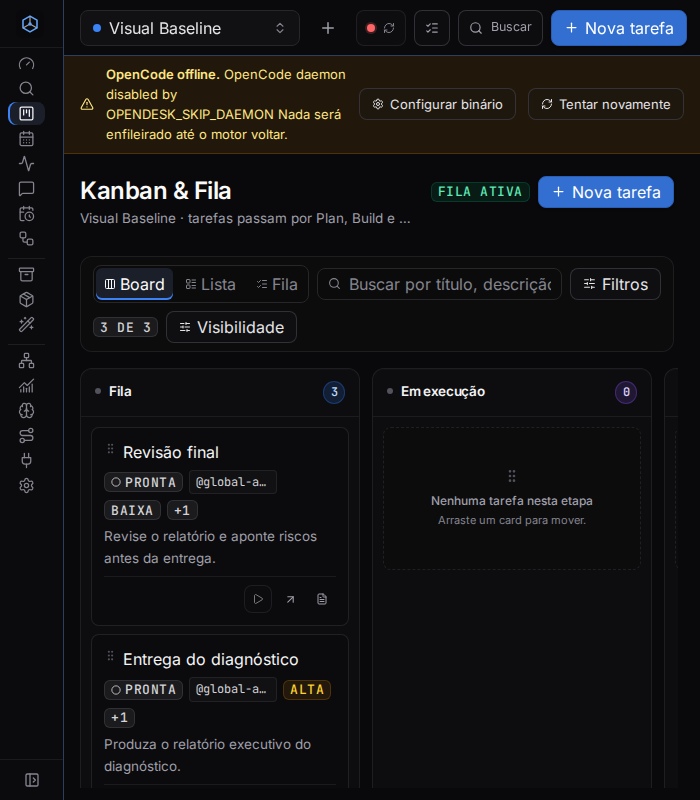 Visual Baseline
Buscar
Nova tarefa
OpenCode offline. OpenCode daemon
disabled by
OPENDESK_SKIP_DAEMON Nada será
enfileirado até o motor voltar.
Configurar binário
Tentar novamente
Kanban & Fila
FILA ATIVA
Nova tarefa
Visual Baseline · tarefas passam por Plan, Build e ...
Board
Lista
Fila
Buscar por título, descrição
Filtros
3 DE 3
Visibilidade
Fila
3
Em execução
0
Revisão final
PRONTA
@global-a…
BAIXA
+1
Revise o relatório e aponte riscos
antes da entrega.
Nenhuma tarefa nesta etapa
Arraste um card para mover.
Entrega do diagnóstico
PRONTA
@global-a…
ALTA
+1
Produza o relatório executivo do
diagnóstico.